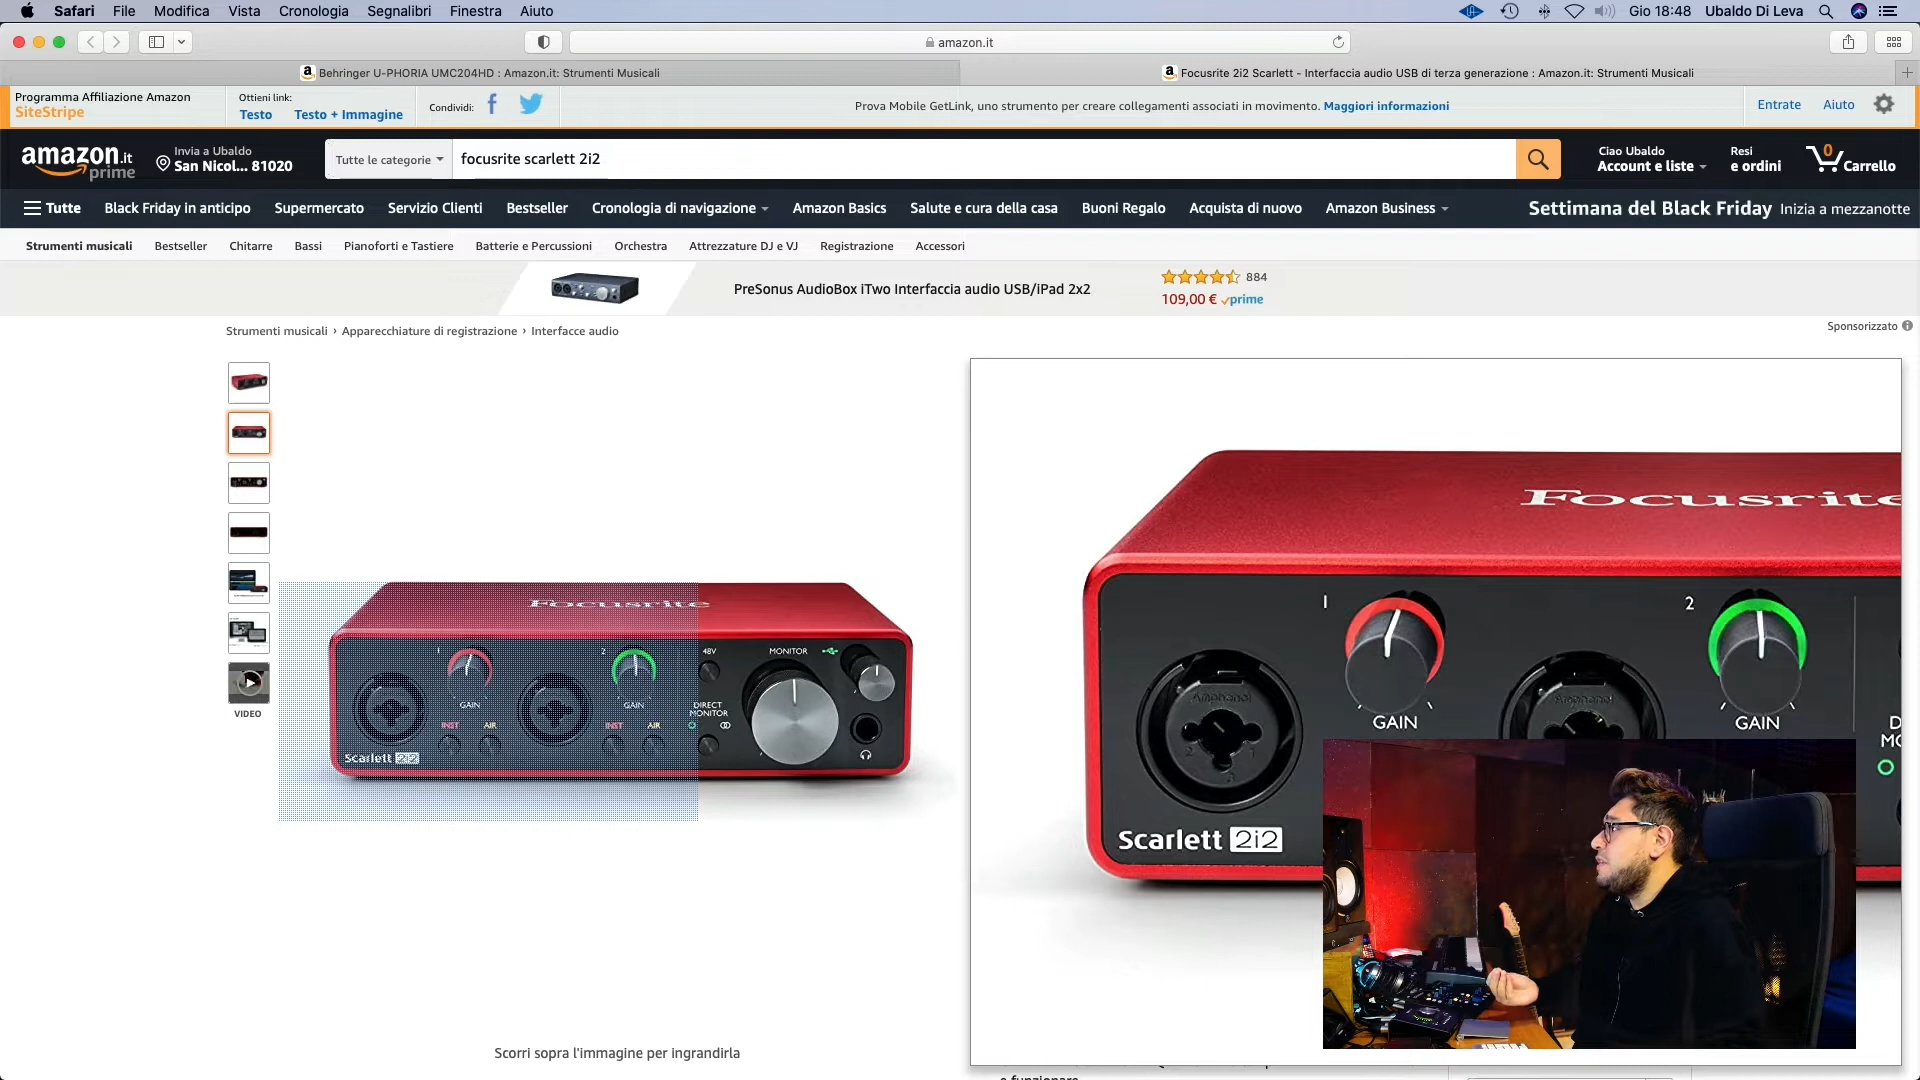 Safari File Modifica Vista Cronologia Segnalibri Finestra Aiuto
Gio 18:48 Ubaldo Di Leva
amazon.it
Behringer U-PHORIA UMC204HD : Amazon.it: Strumenti Musicali
Focusrite 2i2 Scarlett - Interfaccia audio USB di terza generazione : Amazon.it: Strumenti Musicali
Programma Affiliazione Amazon
SiteStripe
Ottieni link:
Testo Testo + Immagine
Condividi:
Prova Mobile GetLink, uno strumento per creare collegamenti associati in movimento. Maggiori informazioni
Entrate Aiuto
amazon.it
prime
Invia a Ubaldo
San Nicol... 81020
Tutte le categorie
focusrite scarlett 2i2
Ciao Ubaldo
Account e liste
Resi
e ordini
0
Carrello
Tutte Black Friday in anticipo Supermercato Servizio Clienti Bestseller Cronologia di navigazione Amazon Basics Salute e cura della casa Buoni Regalo Acquista di nuovo Amazon Business
Settimana del Black Friday Inizia a mezzanotte
Strumenti musicali Bestseller Chitarre Bassi Pianoforti e Tastiere Batterie e Percussioni Orchestra Attrezzature DJ e VJ Registrazione Accessori
PreSonus AudioBox iTwo Interfaccia audio USB/iPad 2x2
884
109,00 € prime
Sponsorizzato
Strumenti musicali › Apparecchiature di registrazione › Interfacce audio
VIDEO
Focusrite
1 2 48V MONITOR
GAIN GAIN DIRECT
MONITOR
INST AIR INST AIR
Scarlett 2i2
Focusrite
1 2
Amphenol Amphenol
GAIN GAIN
Scarlett 2i2
Scorri sopra l'immagine per ingrandirla